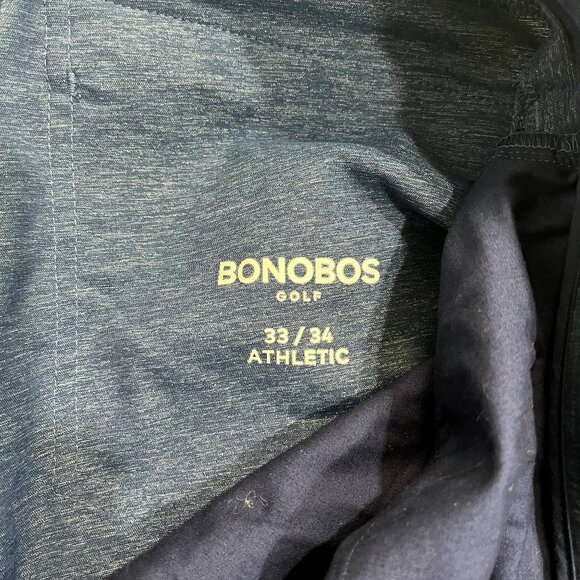 BONOBOS
GOLF
33 / 34
ATHLETIC